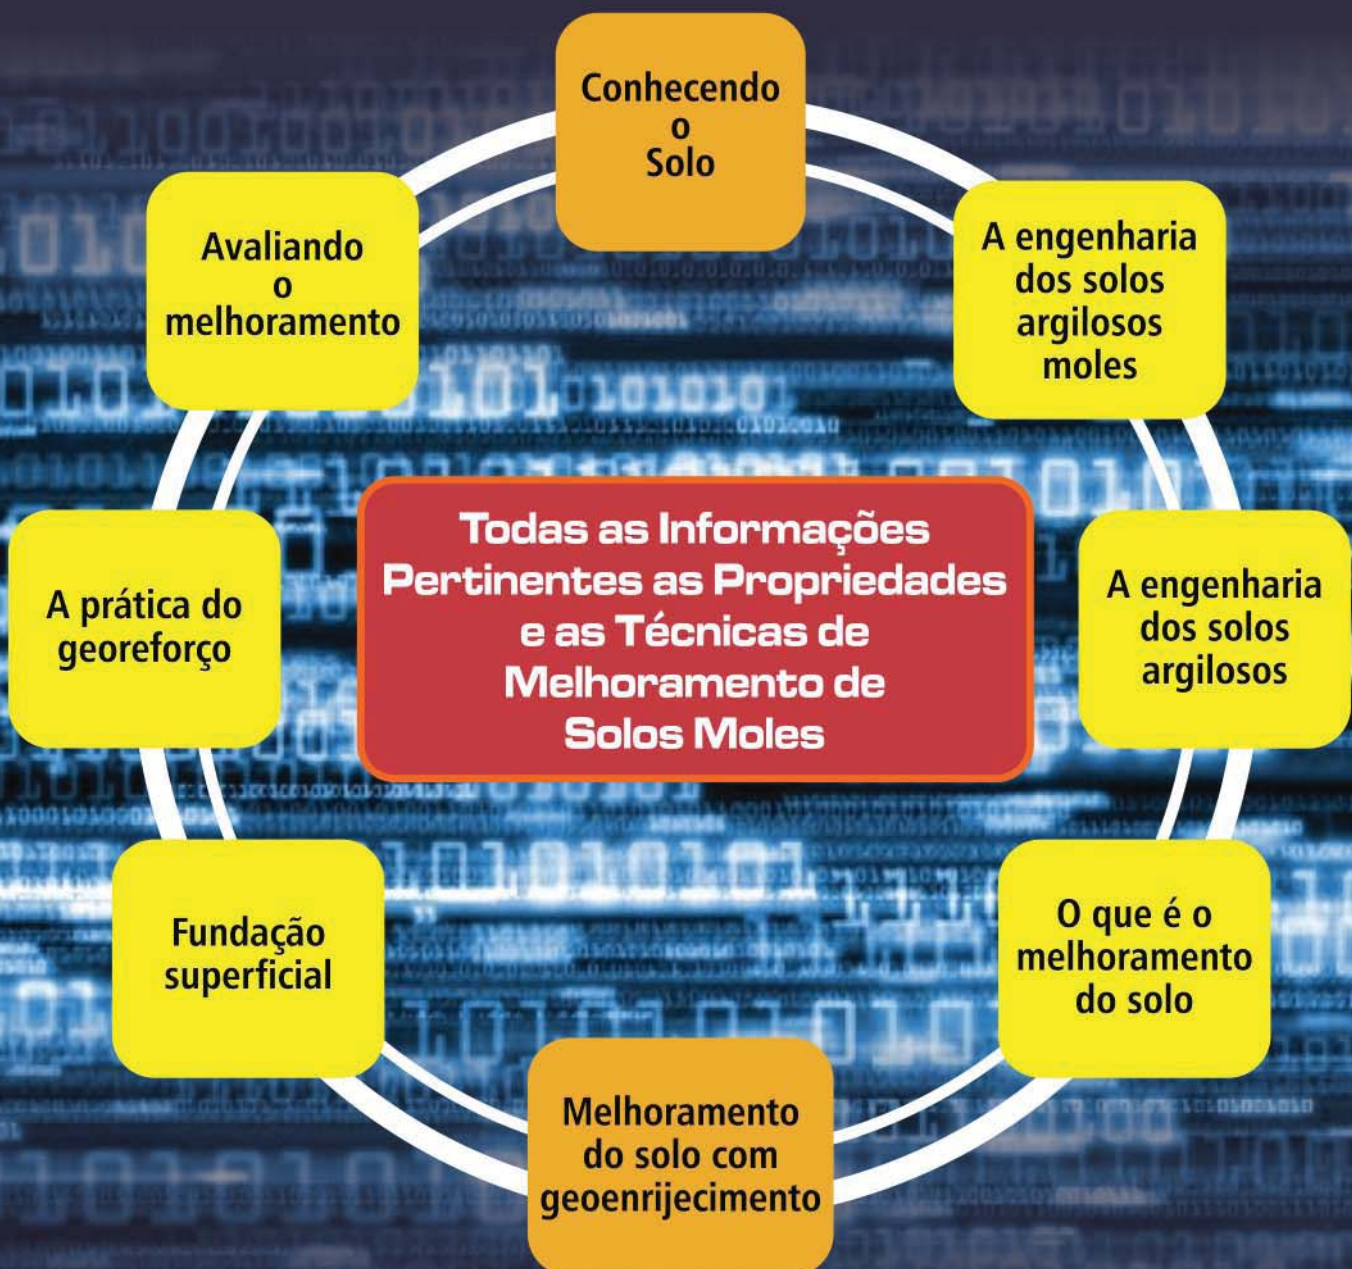 Conhecendo
o
Solo
A engenharia
dos solos
argilosos
moles
A engenharia
dos solos
argilosos
O que é o
melhoramento
do solo
Melhoramento
do solo com
geoenrijecimento
Fundação
superficial
A prática do
georeforço
Avaliando
o
melhoramento
Todas as Informações
Pertinentes as Propriedades
e as Técnicas de
Melhoramento de
Solos Moles